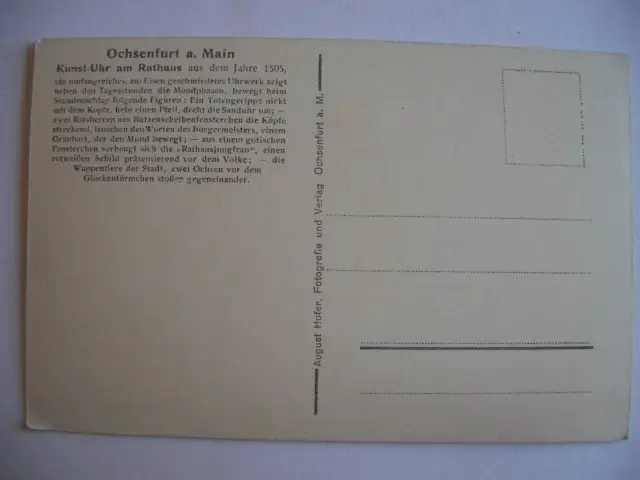 Ochsenfurt a. Main
Kunst-Uhr am Rathaus aus dem Jahre 1595,
ein umfangreiches, aus Eisen geschmiedetes Uhrwerk zeigt
neben den Tagesstunden die Mondphasen, bewegt beim
Stundenschlag folgende Figuren: Ein Totengerippe nickt
mit dem Kopfe, hebt einen Pfeil, dreht die Sanduhr um; —
zwei Ratsherren aus Butzenscheibenfensterchen die Köpfe
streckend, lauschen den Worten des Bürgermeisters, einem
Graubart, der den Mund bewegt; — aus einem gotischen
Fensterchen verbeugt sich die «Rathausjungfrau", einen
rotweißen Schild präsentierend vor dem Volke; — die
Wappentiere der Stadt, zwei Ochsen vor dem
Glockentürmchen stoßen gegeneinander.
August Hofer, Fotografie und Verlag Ochsenfurt a. M.